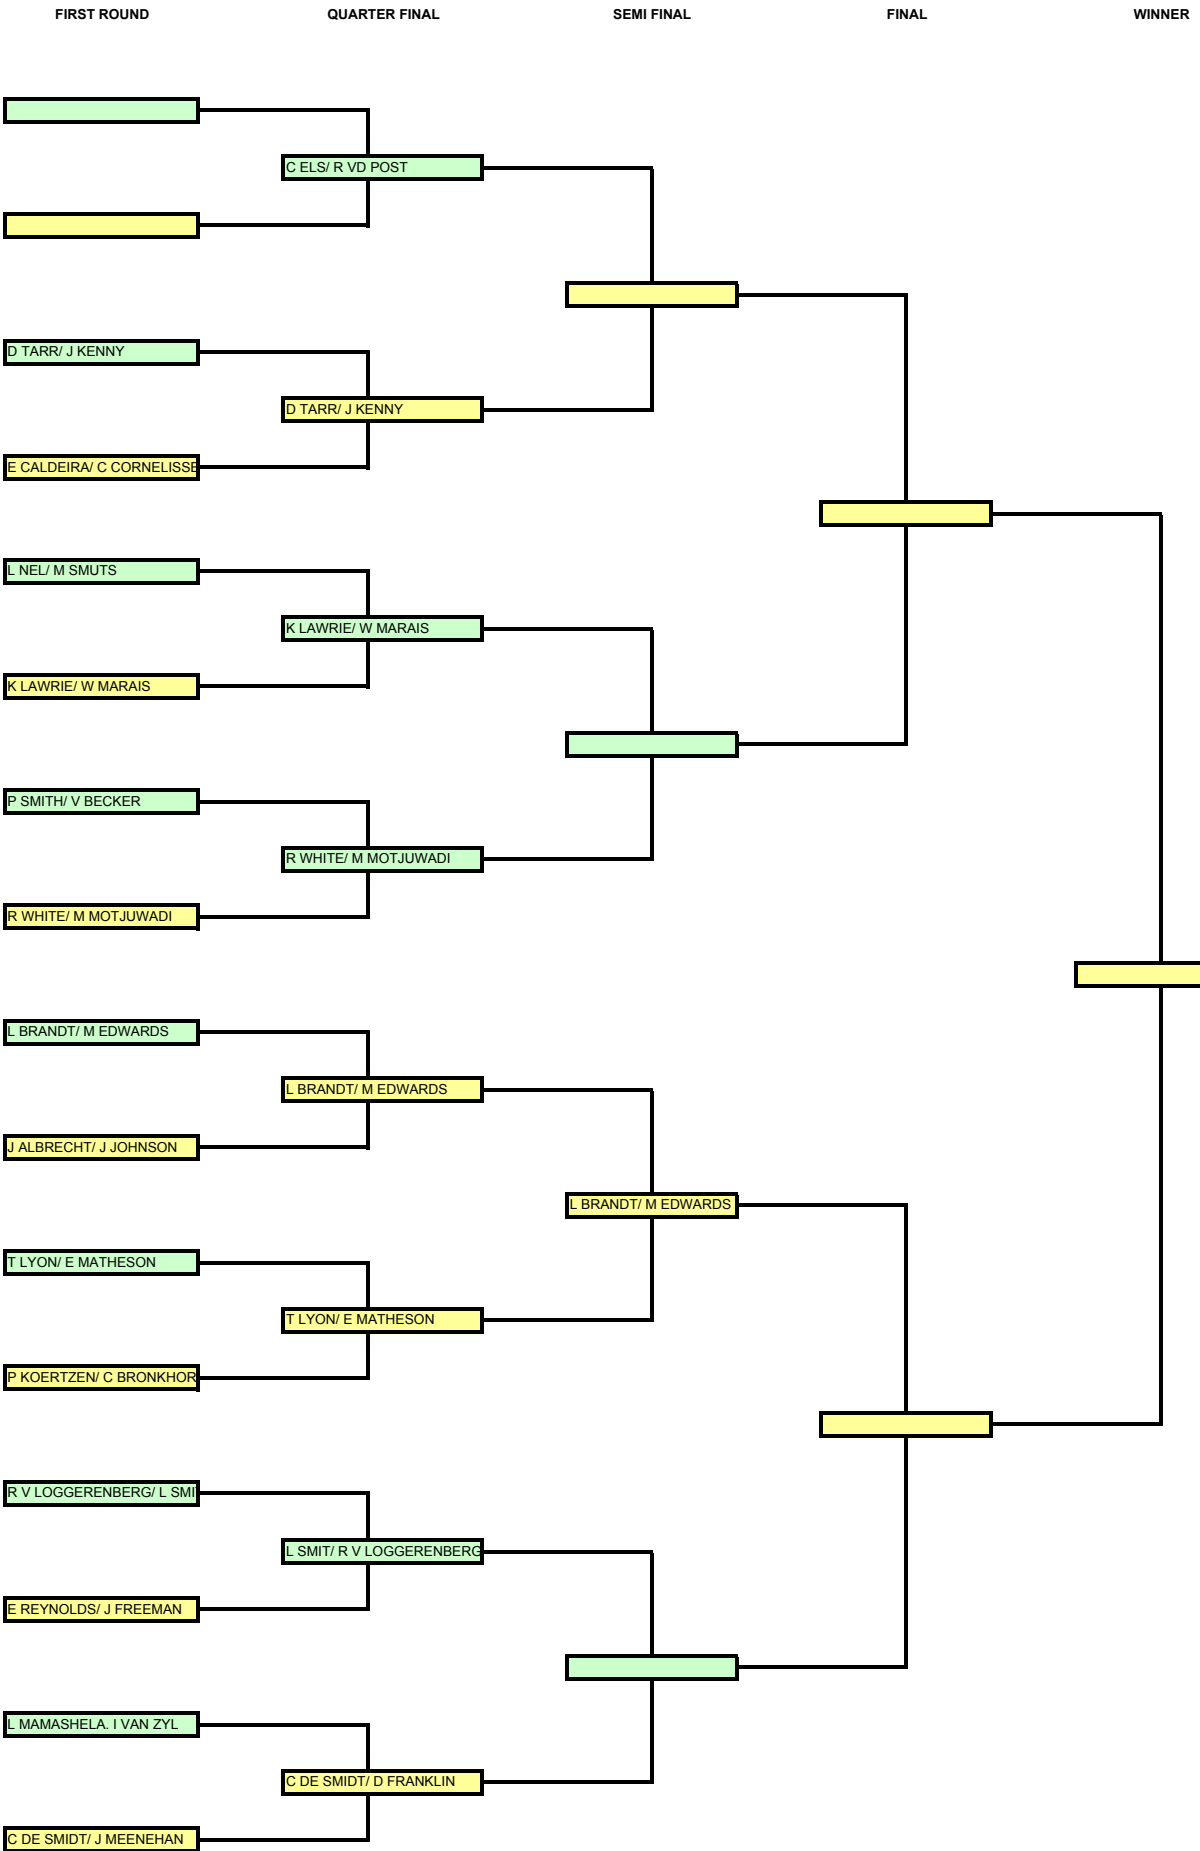 FIRST ROUND QUARTER FINAL SEMI FINAL FINAL WINNER
C ELS/ R VD POST
D TARR/ J KENNY
D TARR/ J KENNY
E CALDEIRA/ C CORNELISSE
L NEL/ M SMUTS
K LAWRIE/ W MARAIS
K LAWRIE/ W MARAIS
P SMITH/ V BECKER
R WHITE/ M MOTJUWADI
R WHITE/ M MOTJUWADI
L BRANDT/ M EDWARDS
L BRANDT/ M EDWARDS
J ALBRECHT/ J JOHNSON
L BRANDT/ M EDWARDS
T LYON/ E MATHESON
T LYON/ E MATHESON
P KOERTZEN/ C BRONKHOR
R V LOGGERENBERG/ L SMI
L SMIT/ R V LOGGERENBERG
E REYNOLDS/ J FREEMAN
L MAMASHELA. I VAN ZYL
C DE SMIDT/ D FRANKLIN
C DE SMIDT/ J MEENEHAN